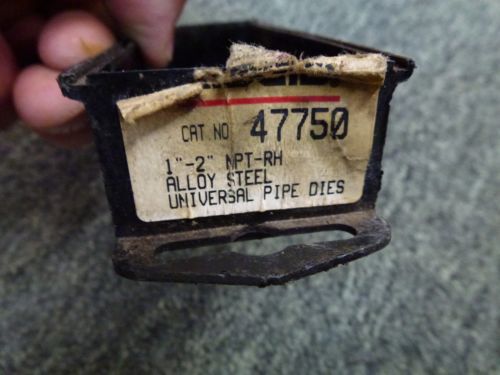 CAT. NO 47750
1"-2" NPT-RH
ALLOY STEEL
UNIVERSAL PIPE DIES